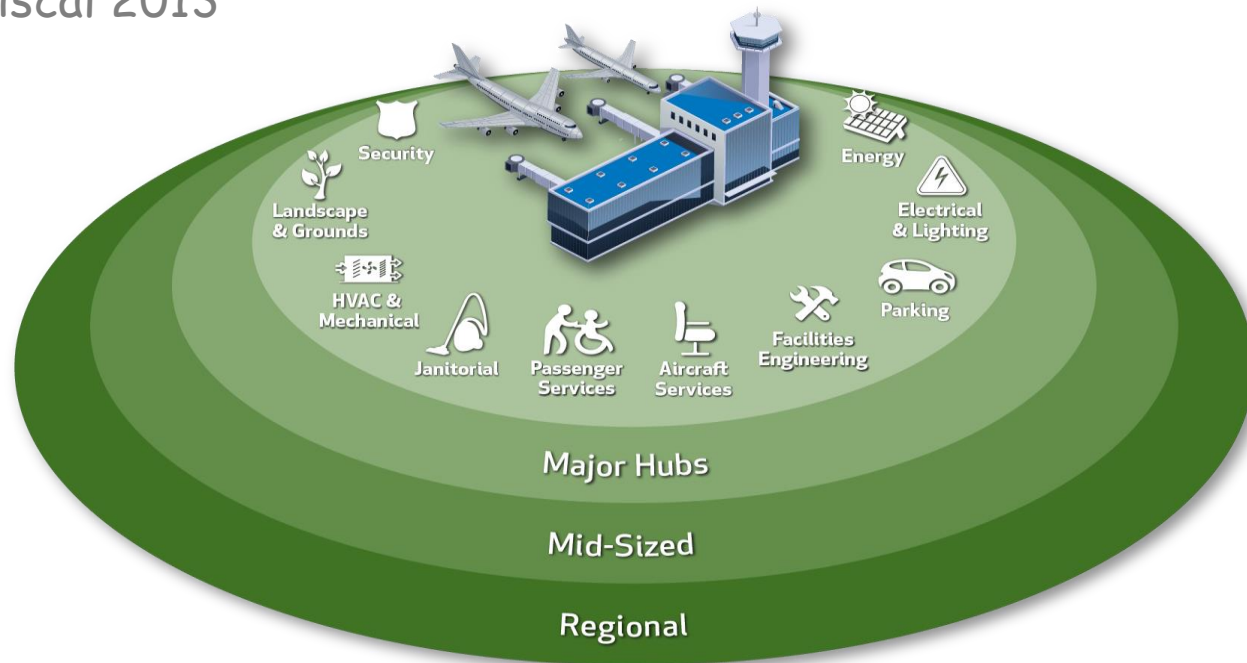 Fiscal 2013
Security
Energy
Landscape
& Grounds
Electrical
& Lighting
HVAC &
Mechanical
Parking
Janitorial
Passenger
Services
Aircraft
Services
Facilities
Engineering
Major Hubs
Mid-Sized
Regional